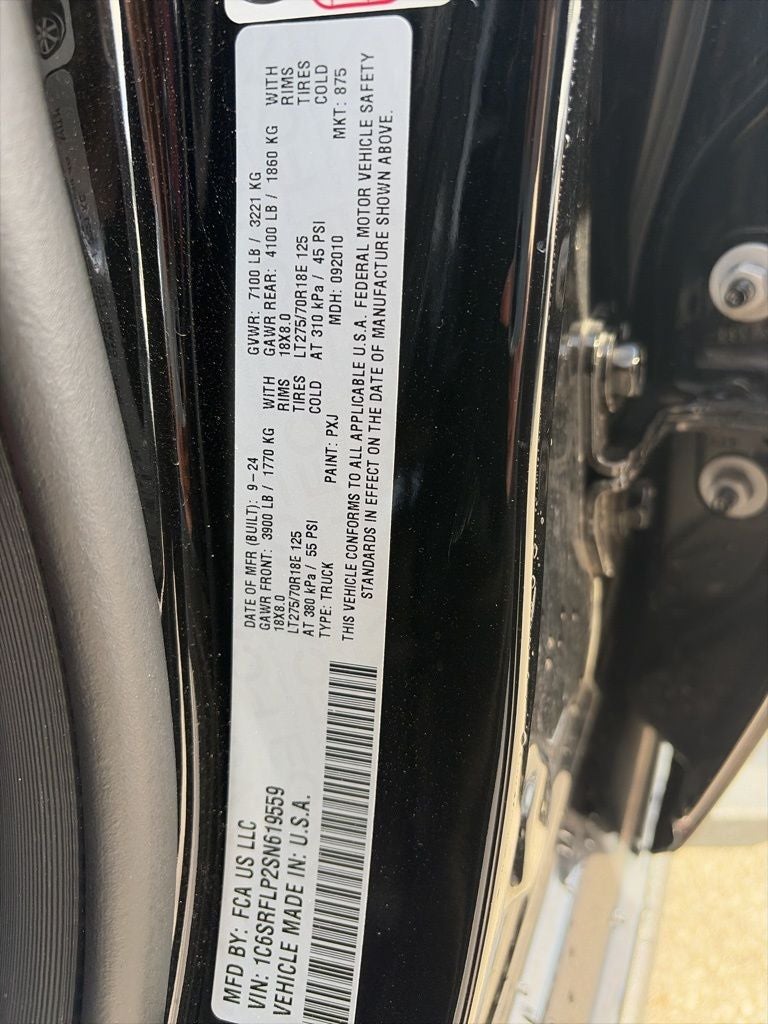 MFD BY: FCA US LLC
VIN: 1C6SRFLP2SN619559
VEHICLE MADE IN: U.S.A.
DATE OF MFR (BUILT): 9-24
GVWR: 7100 LB / 3221 KG
GAWR FRONT: 3900 LB / 1770 KG WITH
GAWR REAR: 4100 LB / 1860 KG WITH
18X8.0 RIMS
18X8.0 RIMS
LT275/70R18E 125 TIRES
LT275/70R18E 125 TIRES
AT 380 kPa / 55 PSI COLD
AT 310 kPa / 45 PSI COLD
TYPE: TRUCK PAINT: PXJ MDH: 092010 MKT: 875
THIS VEHICLE CONFORMS TO ALL APPLICABLE U.S.A. FEDERAL MOTOR VEHICLE SAFETY
STANDARDS IN EFFECT ON THE DATE OF MANUFACTURE SHOWN ABOVE.